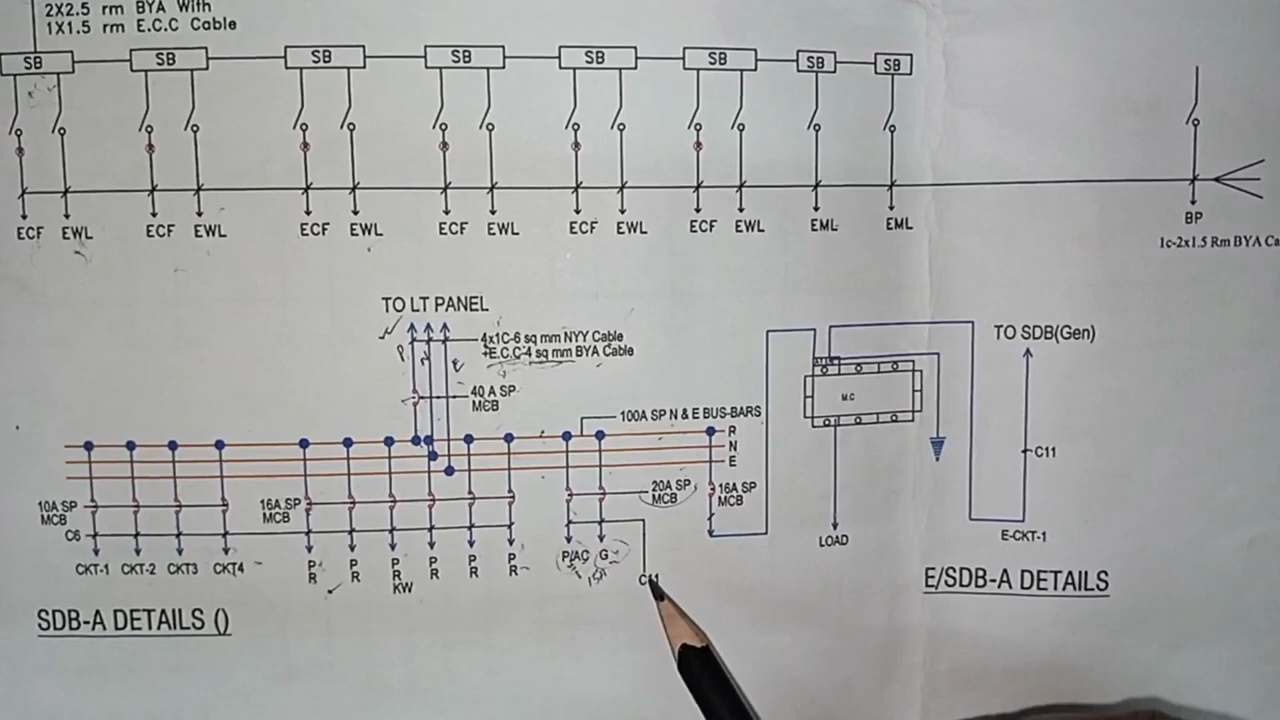 2X2.5 rm BYA With
1X1.5 rm E.C.C Cable
SB SB SB SB SB SB SB SB
ECF EWL ECF EWL ECF EWL ECF EWL ECF EWL ECF EWL EML EML BP
1c-2x1.5 Rm BYA Ca
TO LT PANEL
4x1C-6 sq mm NYY Cable
+E.C.C-4 sq mm BYA Cable
40 A SP
MCB
100A SP N & E BUS-BARS
R
N
E
10A SP
MCB
16A SP
MCB
20A SP
MCB
16A SP
MCB
C6
CKT-1 CKT-2 CKT3 CKT4
P
R
P
R
P
R
KW
P
R
P
R
P
R
P/AC G
SDB-A DETAILS ()
M.C
LOAD
TO SDB(Gen)
C11
E-CKT-1
E/SDB-A DETAILS